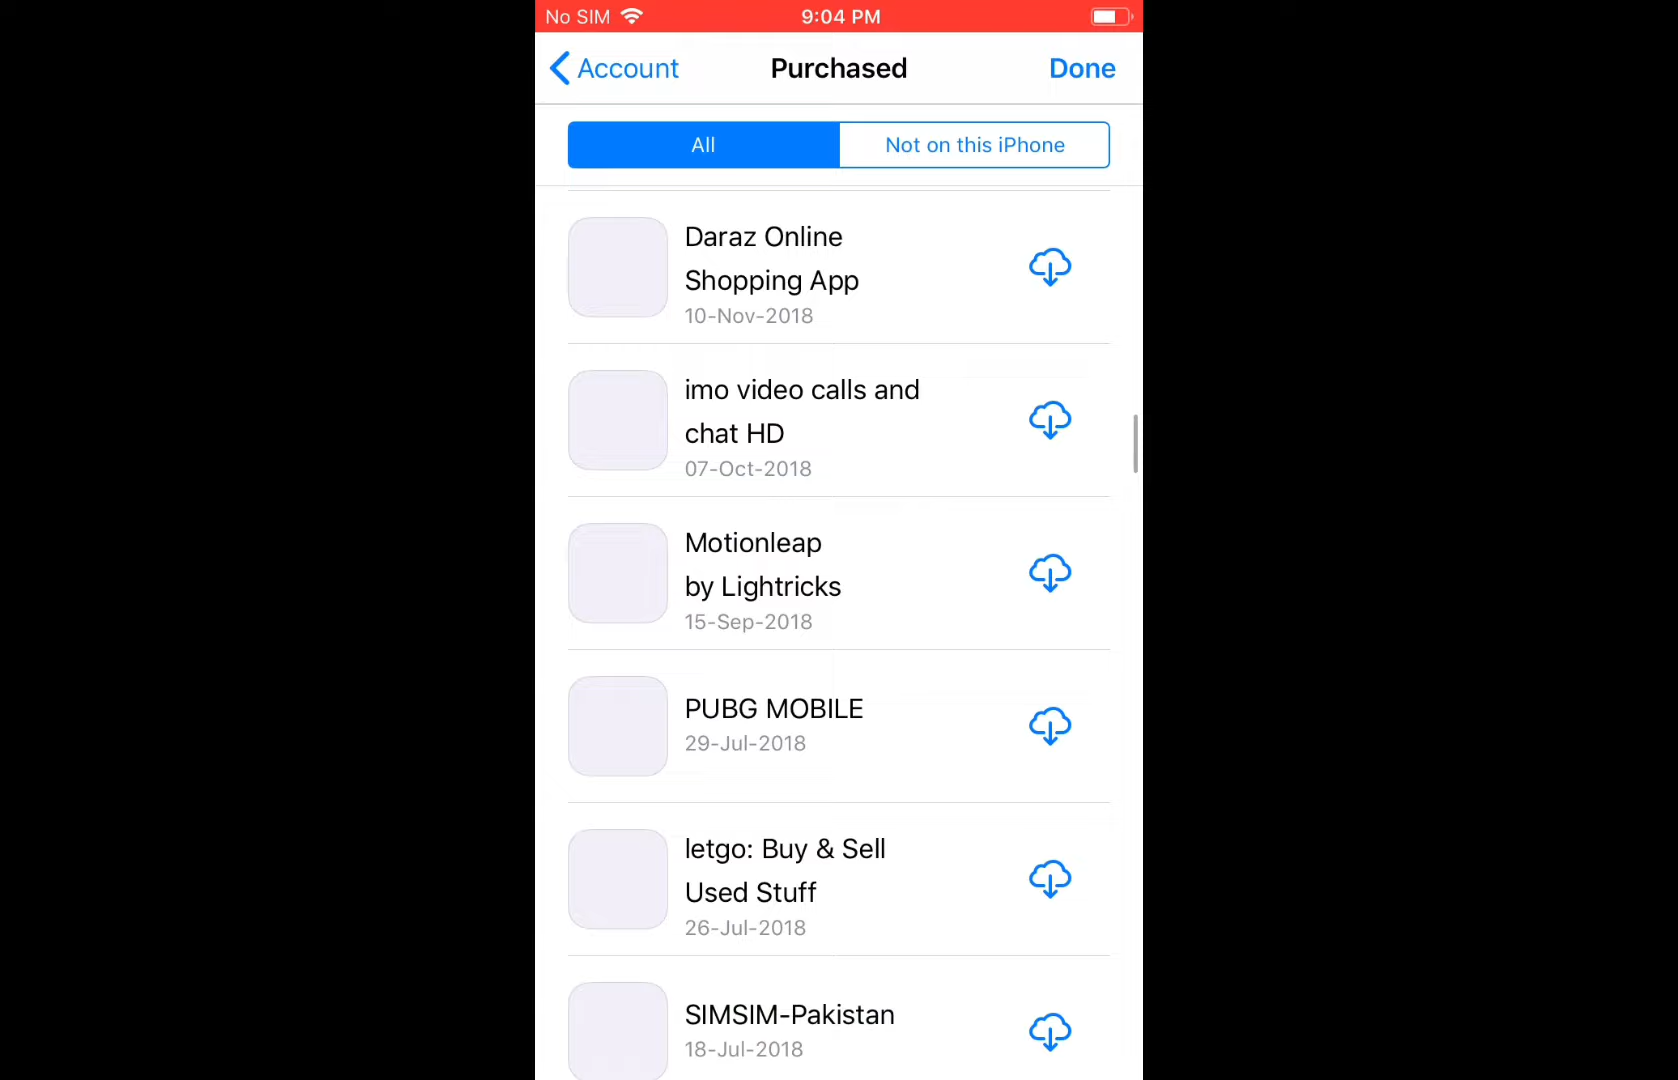 No SIM 9:04 PM
Account Purchased Done
All Not on this iPhone
Daraz Online
Shopping App
10-Nov-2018
imo video calls and
chat HD
07-Oct-2018
Motionleap
by Lightricks
15-Sep-2018
PUBG MOBILE
29-Jul-2018
letgo: Buy & Sell
Used Stuff
26-Jul-2018
SIMSIM-Pakistan
18-Jul-2018